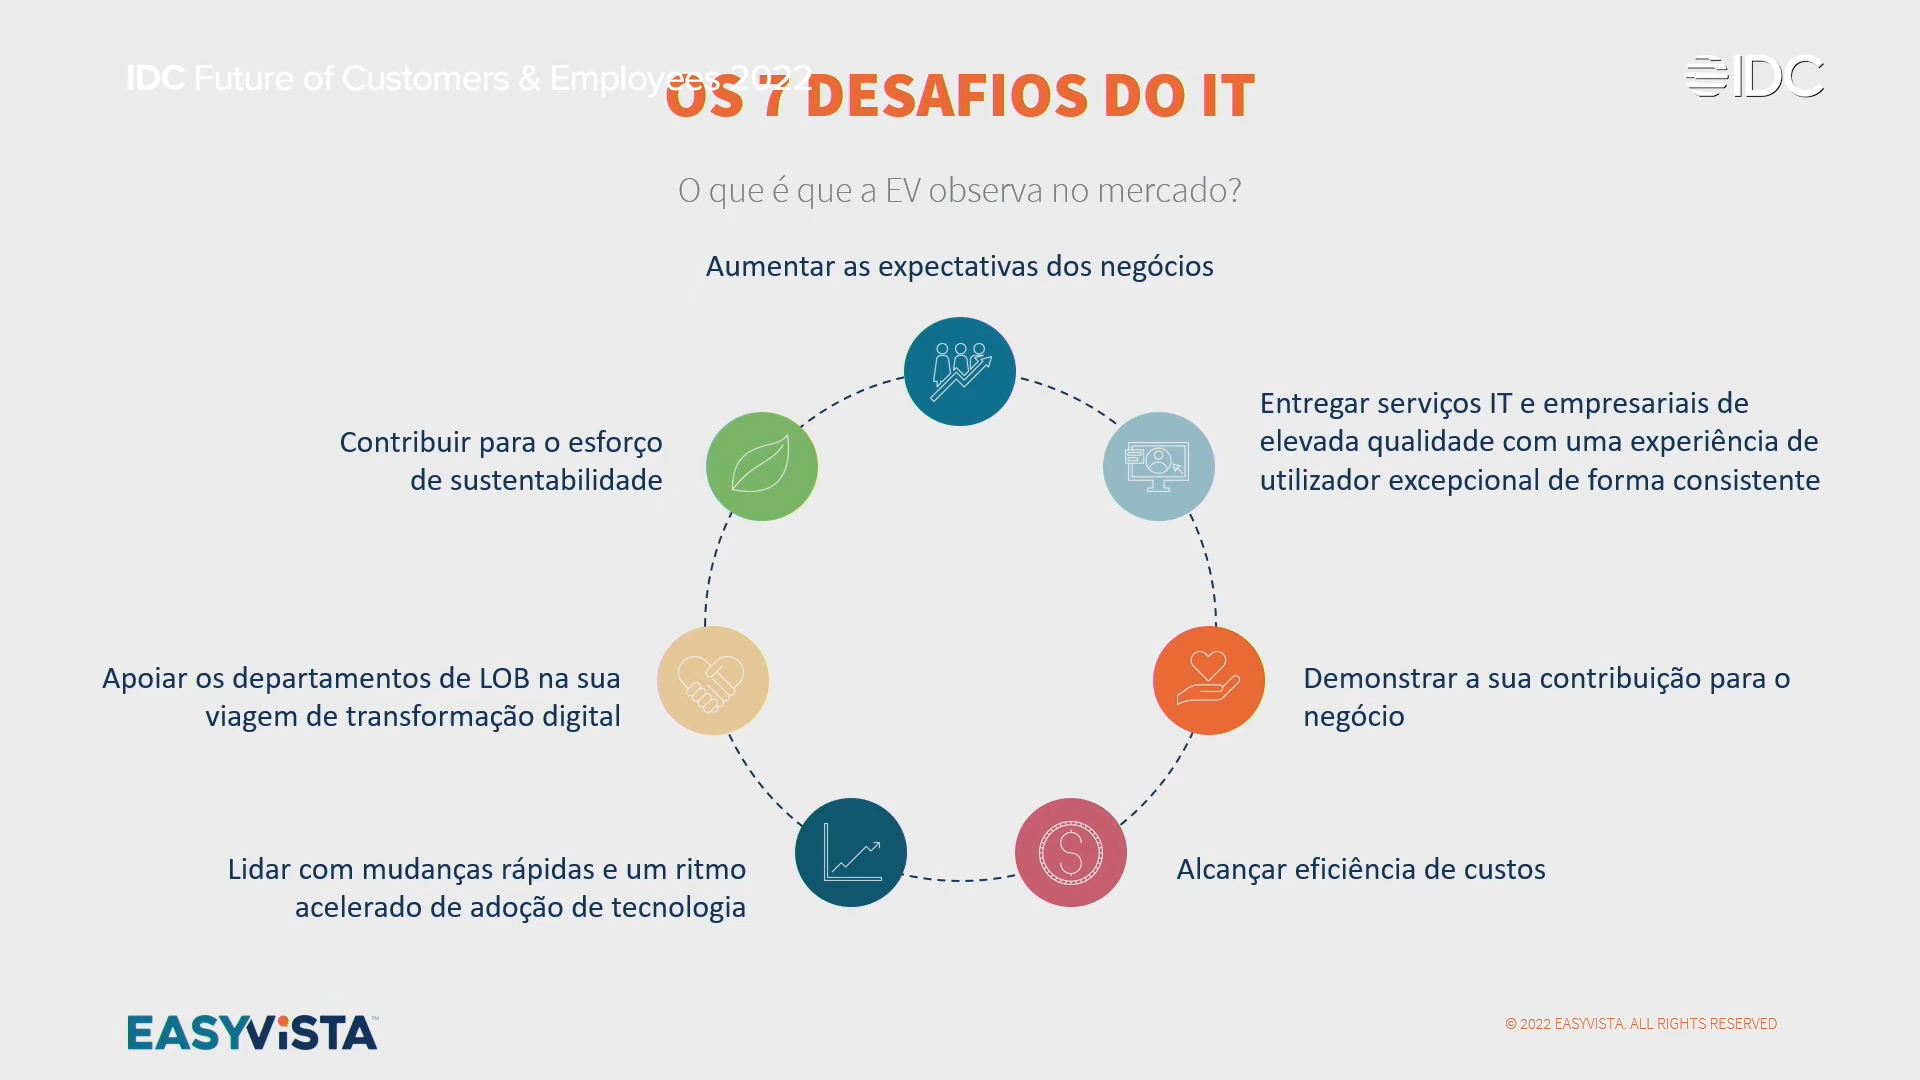 IDC Future of Customers & Employees 2022
IDC
OS 7 DESAFIOS DO IT
O que é que a EV observa no mercado?
Aumentar as expectativas dos negócios
Entregar serviços IT e empresariais de
elevada qualidade com uma experiência de
utilizador excepcional de forma consistente
Demonstrar a sua contribuição para o
negócio
Alcançar eficiência de custos
Lidar com mudanças rápidas e um ritmo
acelerado de adoção de tecnologia
Apoiar os departamentos de LOB na sua
viagem de transformação digital
Contribuir para o esforço
de sustentabilidade
EASYVISTA™
© 2022 EASYVISTA. ALL RIGHTS RESERVED